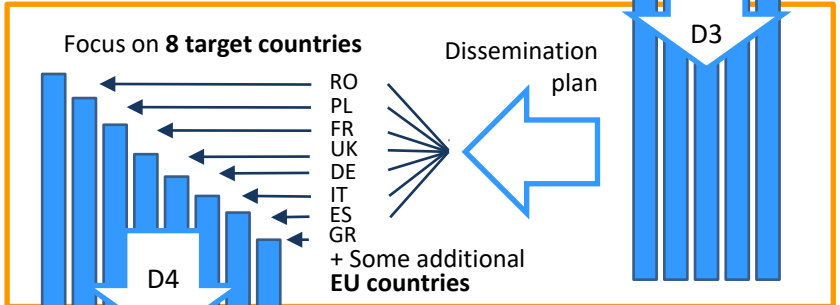 Focus on 8 target countries
Dissemination
plan
D3
RO
PL
FR
UK
DE
IT
ES
GR
+ Some additional
EU countries
D4